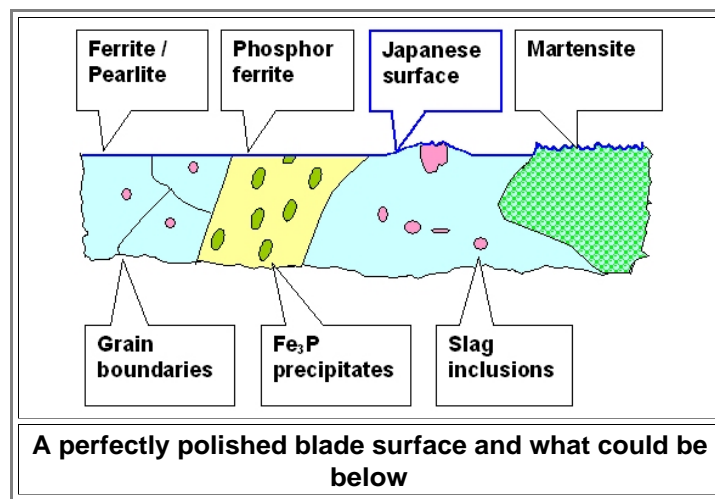 Ferrite /
Pearlite
Phosphor
ferrite
Japanese
surface
Martensite
Grain
boundaries
Fe₃P
precipitates
Slag
inclusions
A perfectly polished blade surface and what could be
below